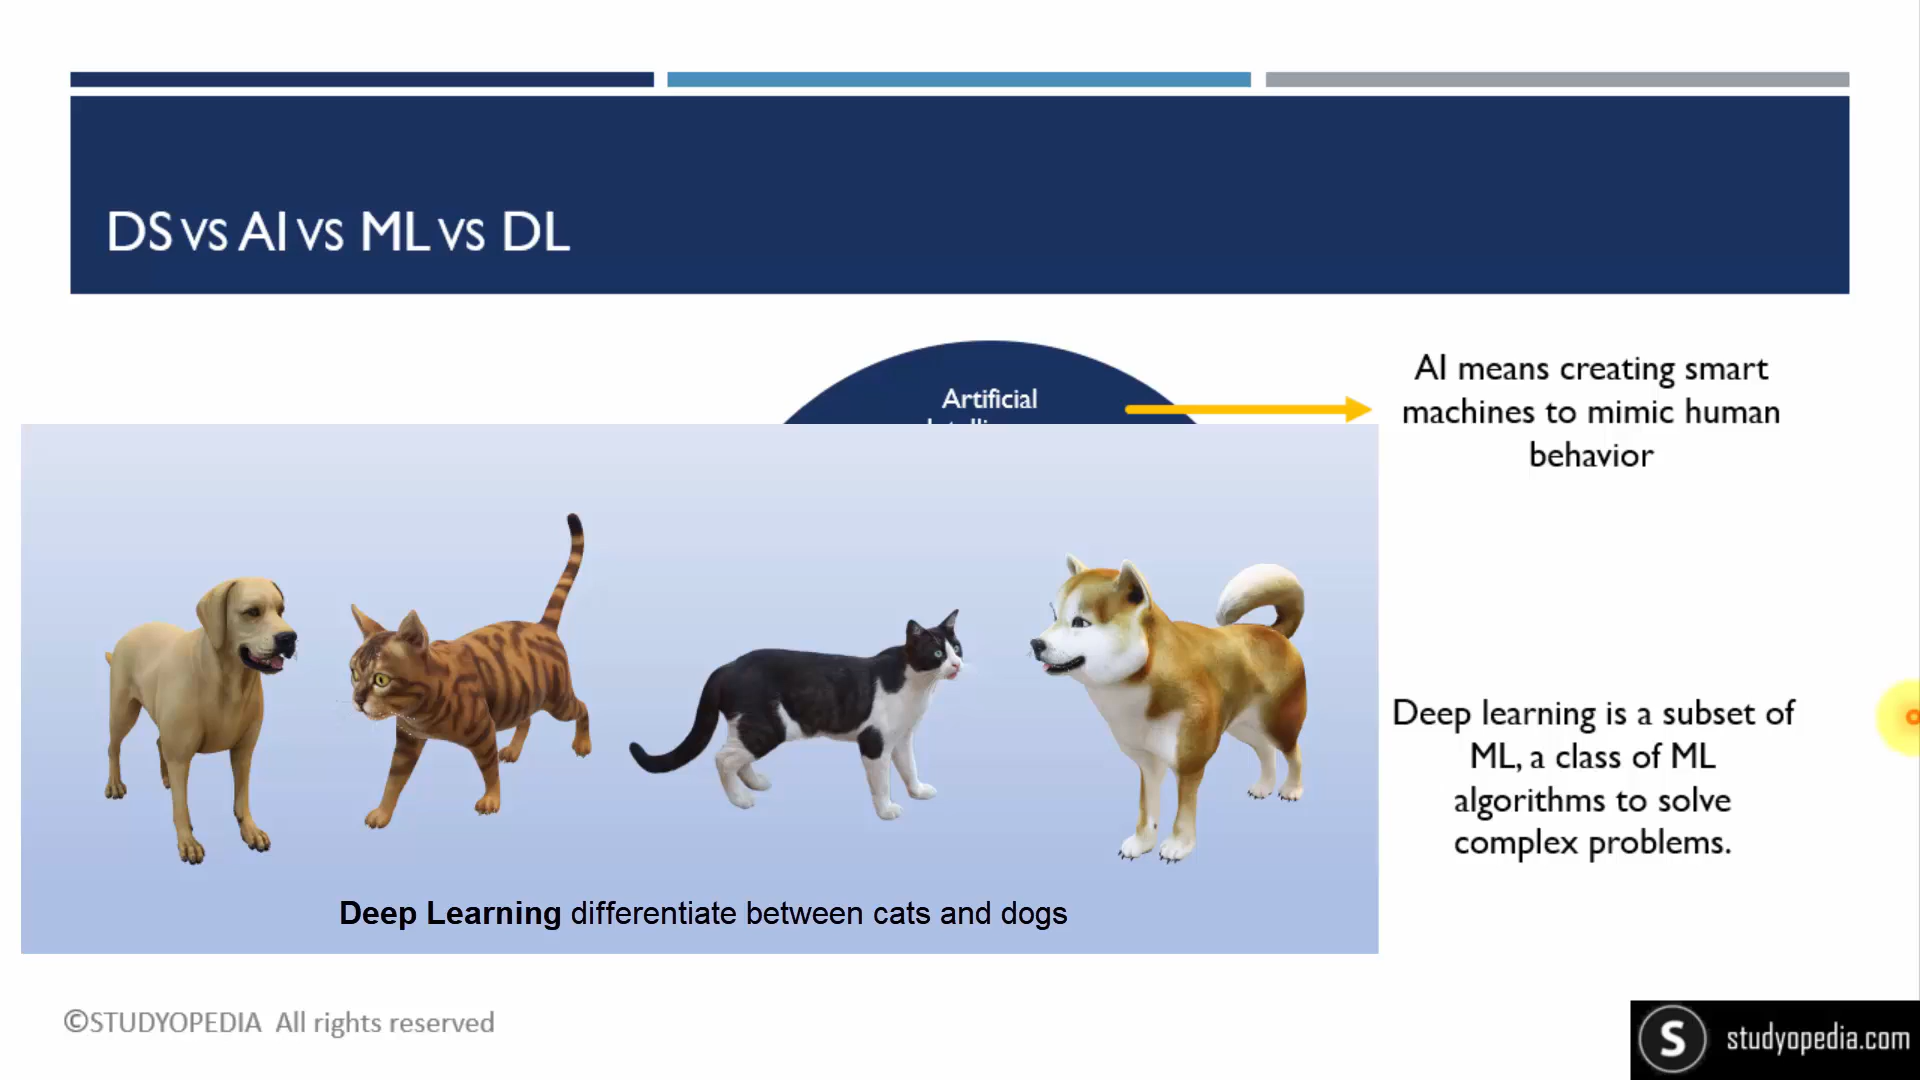 DS vs AI vs ML vs DL
Artificial
AI means creating smart
machines to mimic human
behavior
Deep learning is a subset of
ML, a class of ML
algorithms to solve
complex problems.
Deep Learning differentiate between cats and dogs
©STUDYOPEDIA All rights reserved
S studyopedia.com